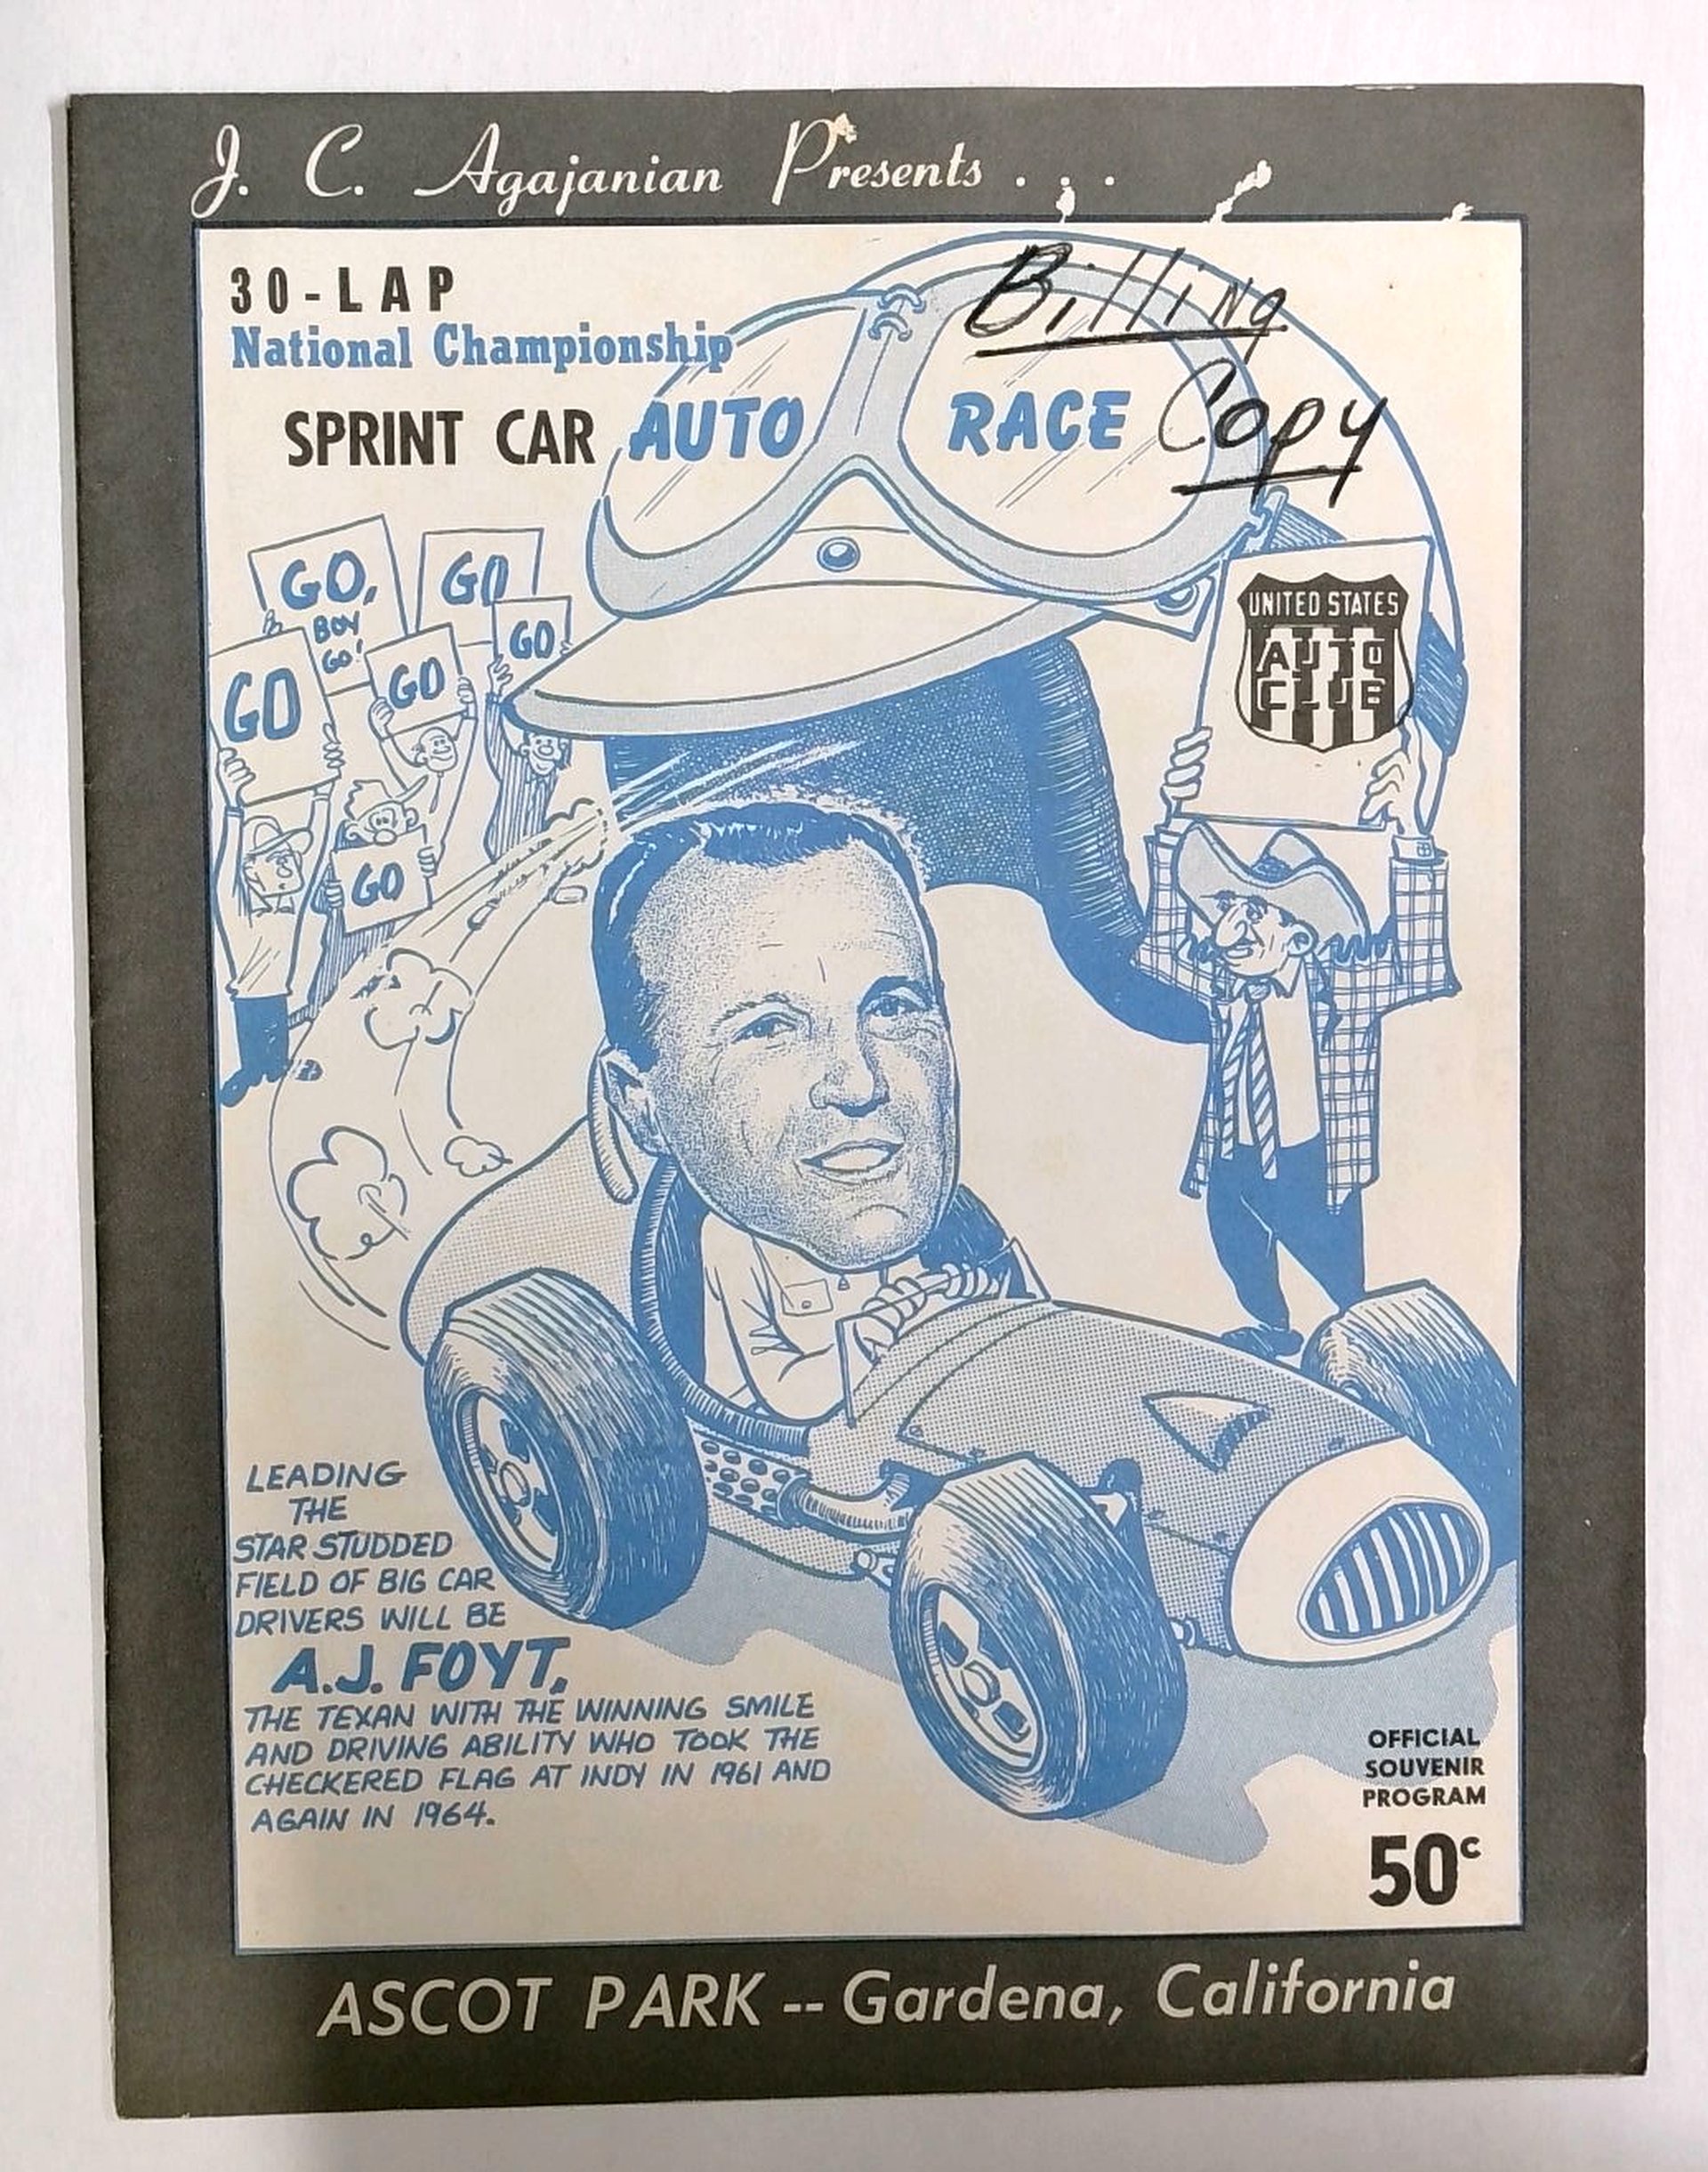 J. C. Agajanian Presents . . .
30-LAP
National Championship
SPRINT CAR AUTO RACE
Billing
Copy
GO,
BOY
GO!
GO
GO
GO
GO
GO
UNITED STATES
AUTO
CLUB
LEADING
THE
STAR STUDDED
FIELD OF BIG CAR
DRIVERS WILL BE
A.J. FOYT,
THE TEXAN WITH THE WINNING SMILE
AND DRIVING ABILITY WHO TOOK THE
CHECKERED FLAG AT INDY IN 1961 AND
AGAIN IN 1964.
OFFICIAL
SOUVENIR
PROGRAM
50c
ASCOT PARK -- Gardena, California